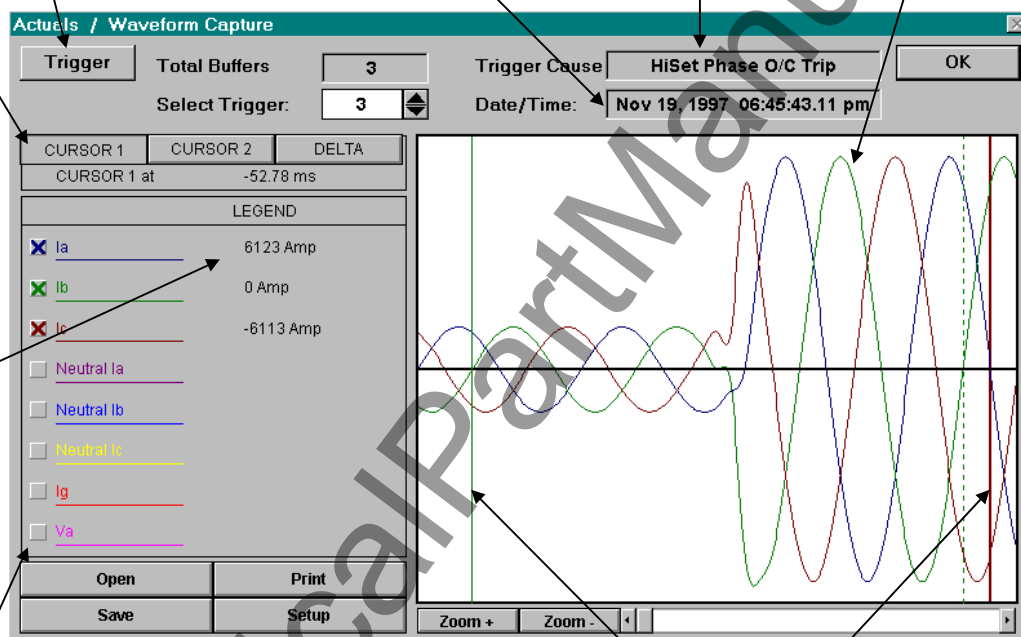 Actuals / Waveform Capture
Trigger
Total Buffers
3
Trigger Cause
HiSet Phase O/C Trip
OK
Select Trigger:
3
Date/Time:
Nov 19, 1997 06:45:43.11 pm
CURSOR 1
CURSOR 2
DELTA
CURSOR 1 at
-52.78 ms
LEGEND
Ia
6123 Amp
Ib
0 Amp
Ic
-6113 Amp
Neutral Ia
Neutral Ib
Neutral Ic
Ig
Va
Open
Print
Save
Setup
Zoom +
Zoom -